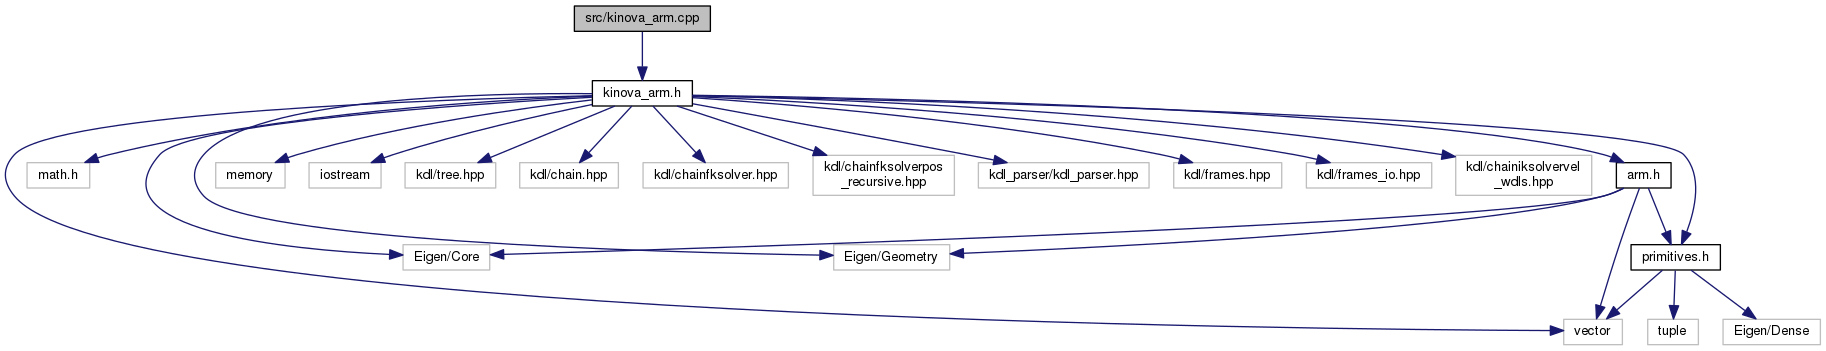 src/kinova_arm.cpp
kinova_arm.h
math.h
memory
iostream
kdl/tree.hpp
kdl/chain.hpp
kdl/chainfksolver.hpp
kdl/chainfksolverpos
_recursive.hpp
kdl_parser/kdl_parser.hpp
kdl/frames.hpp
kdl/frames_io.hpp
kdl/chainiksolvervel
_wdls.hpp
arm.h
Eigen/Core
Eigen/Geometry
primitives.h
vector
tuple
Eigen/Dense